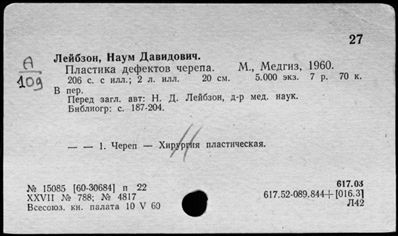 27
А
109
Лейбзон, Наум Давидович.
Пластика дефектов черепа. М., Медгиз, 1960.
206 с. с илл.; 2 л. илл. 20 см. 5.000 экз. 7 р. 70 к.
В пер.
Перед загл. авт: Н. Д. Лейбзон, д-р мед. наук.
Библиогр: с. 187-204.
— — 1. Череп — Хирургия пластическая.
№ 15085 [60-30684] п 22
XXVII № 788; № 4817
Всесоюз. кн. палата 10 V 60
617.03
617.52-089.844+[016.3]
Л42